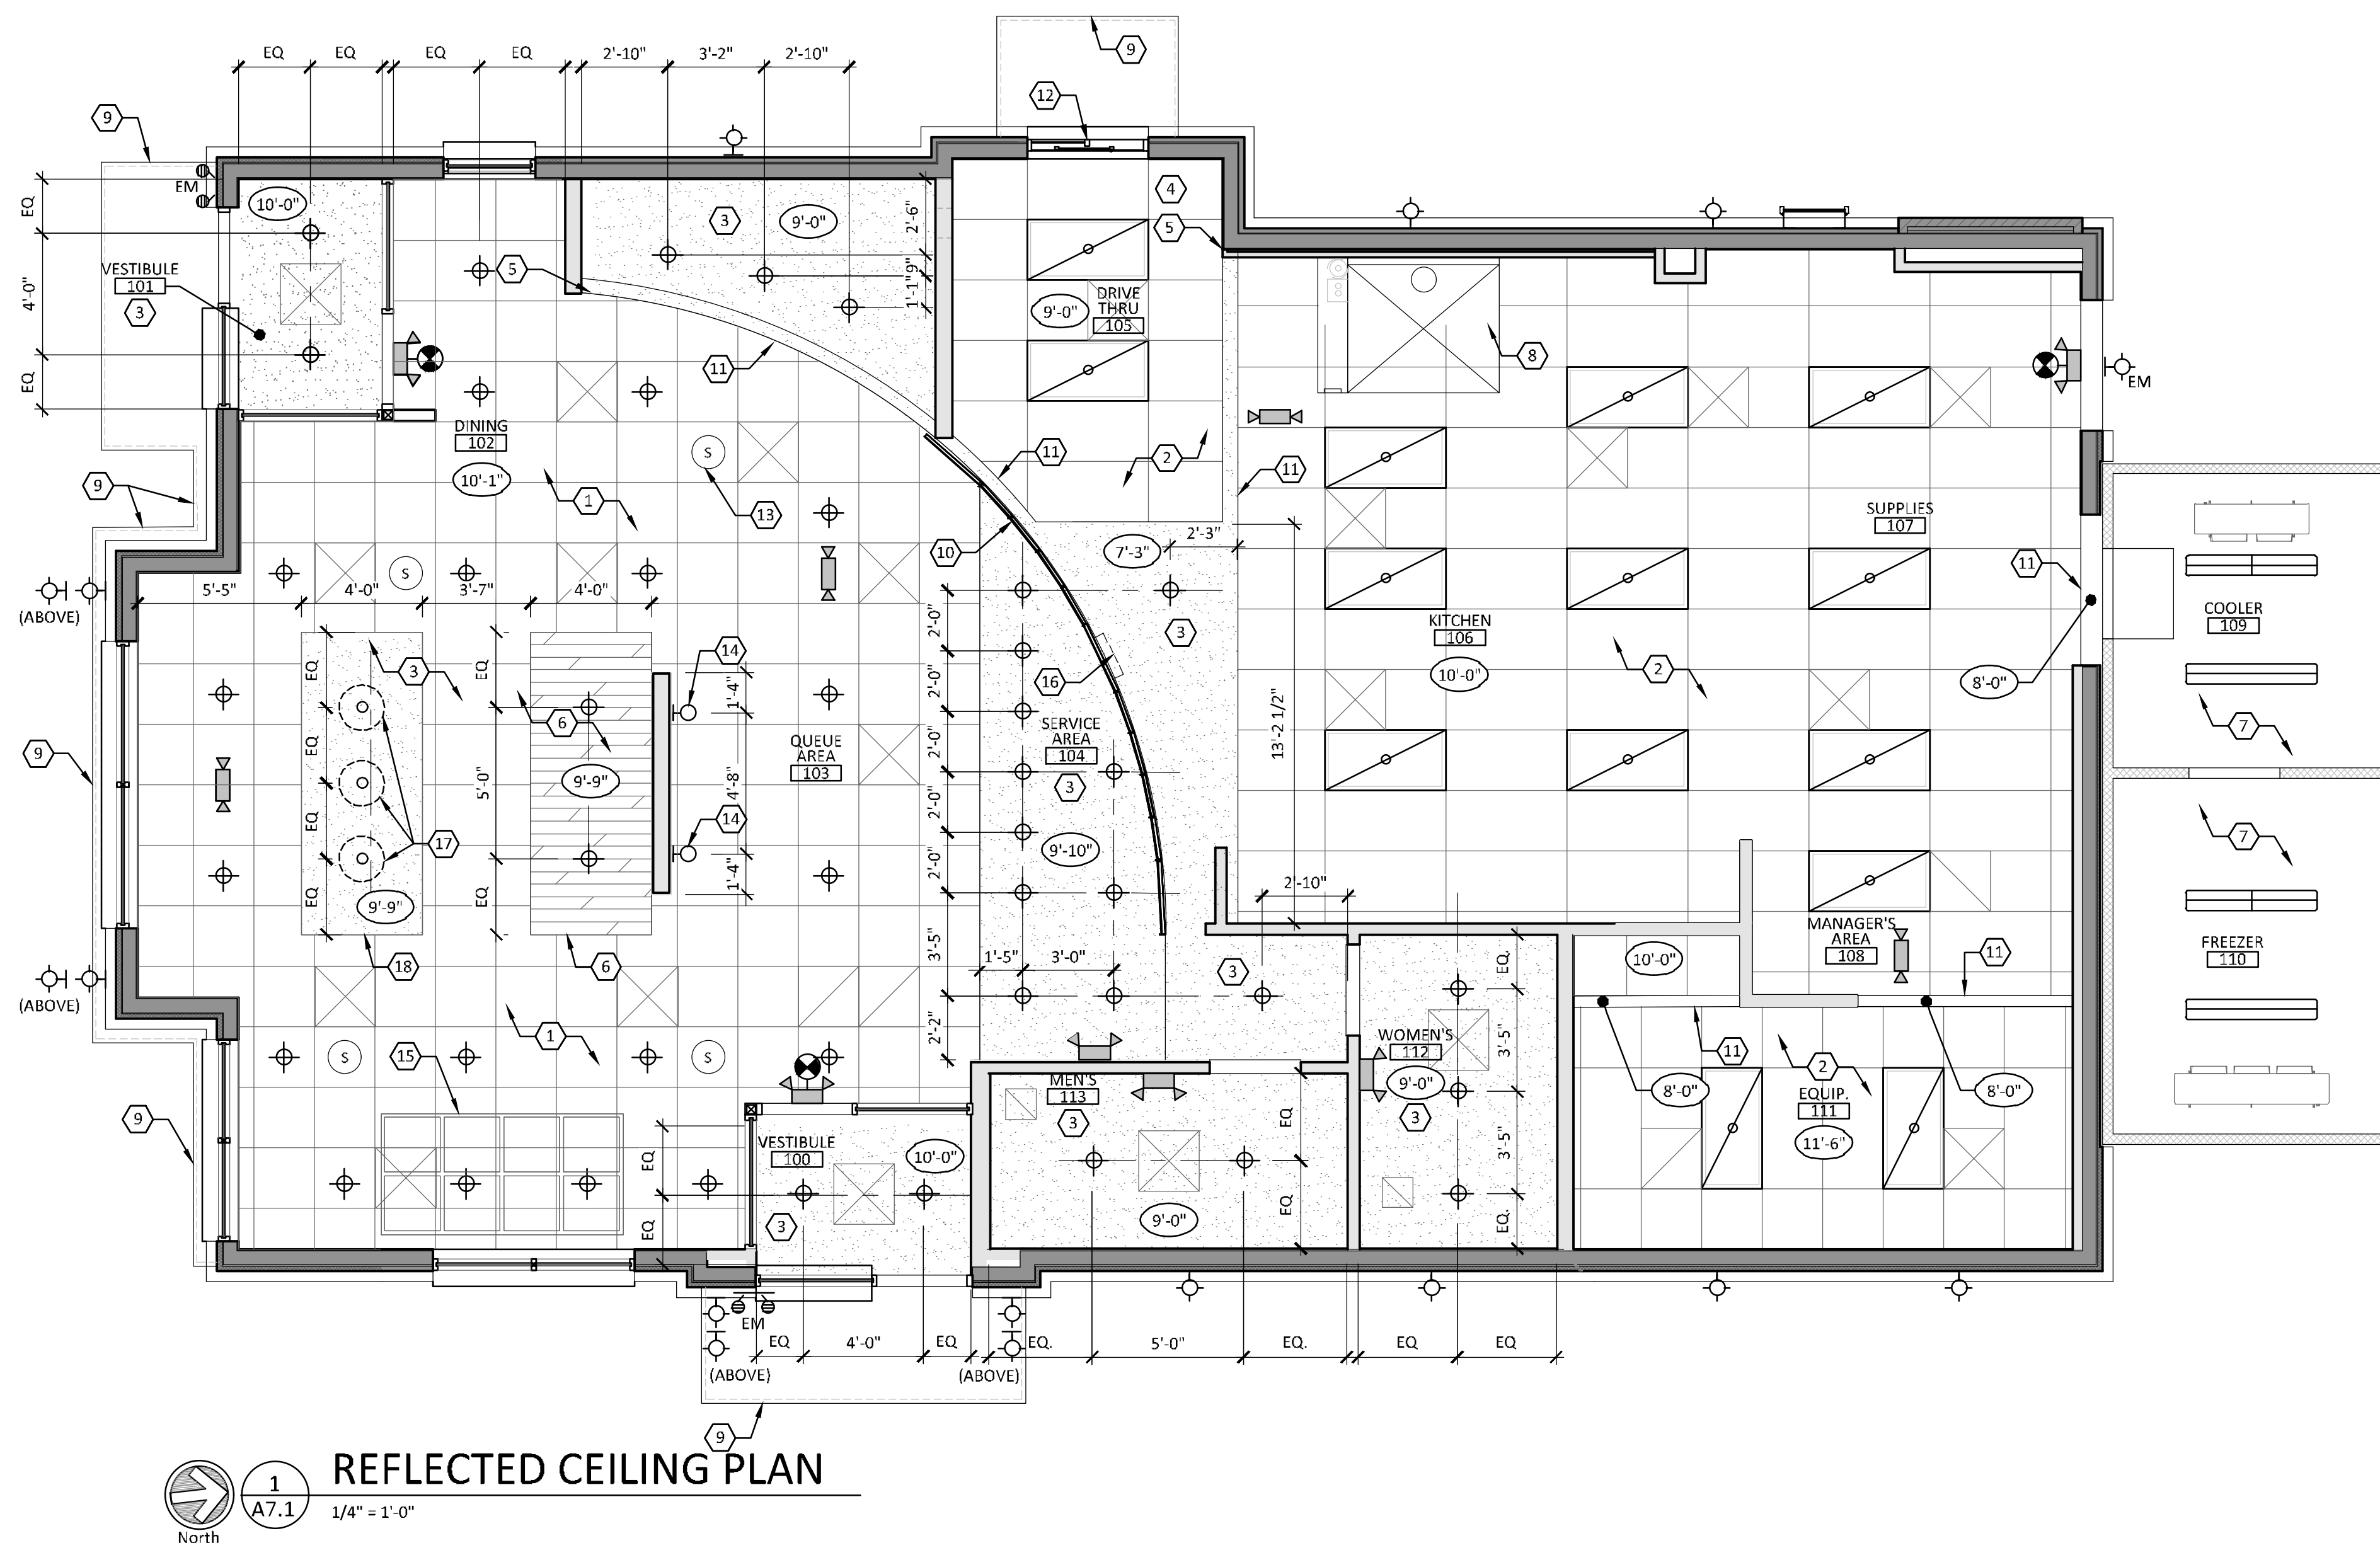 9
EQ
EQ
EQ
EQ
2'-10"
3'-2"
2'-10"
12
9
EM
10'-0"
3
9'-0"
2'-6"
4
5
EQ
4'-0"
EQ
VESTIBULE
101
3
5
9"
1'-1"
DRIVE
THRU
105
9'-0"
8
11
EM
DINING
102
10'-1"
S
11
2
11
9
1
13
SUPPLIES
107
10
7'-3"
2'-3"
11
S
5'-5"
4'-0"
3'-7"
4'-0"
(ABOVE)
2'-0"
2'-0"
2'-0"
2'-0"
2'-0"
3'-5"
2'-2"
3
KITCHEN
106
10'-0"
2
COOLER
109
8'-0"
7
3
EQ
EQ
EQ
EQ
EQ
5'-0"
EQ
14
1'-4"
4'-8"
1'-4"
16
6
9'-9"
QUEUE
AREA
103
SERVICE
AREA
104
3
9'-10"
13'-2 1/2"
9
17
14
9'-9"
18
6
7
2'-10"
1'-5"
3'-0"
3
MANAGER'S
AREA
108
10'-0"
11
FREEZER
110
(ABOVE)
1
S
15
S
9
MEN'S
113
3
WOMEN'S
112
9'-0"
3
EQ.
3'-5"
3'-5"
EQ.
11
2
8'-0"
EQUIP.
111
11'-6"
8'-0"
EQ
EQ
VESTIBULE
100
10'-0"
3
EQ
EQ
9'-0"
EM
EQ
4'-0"
EQ
EQ.
5'-0"
EQ.
EQ
EQ
(ABOVE)
(ABOVE)
9
1
A7.1
REFLECTED CEILING PLAN
1/4" = 1'-0"
North